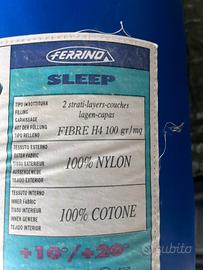 FERRINO
SLEEP
TIPO IMBOTTITURA
FILLING
GARNISSAGE
ART DER FÜLLUNG
TIPO RELLENO
2 strati-layers-couches
lagen-capas
FIBRE H4 100 gr/mq
TESSUTO ESTERNO
OUTER FABRIC
TISSU EXTERIEUR
AUSSENGEWEBE
TEJIDO EXTERIOR
100% NYLON
TESSUTO INTERNO
INNER FABRIC
TISSU INTERIEUR
INNEN GEWEBE
TEJIDO INTERIOR
100% COTONE
+10°/+20°
subito